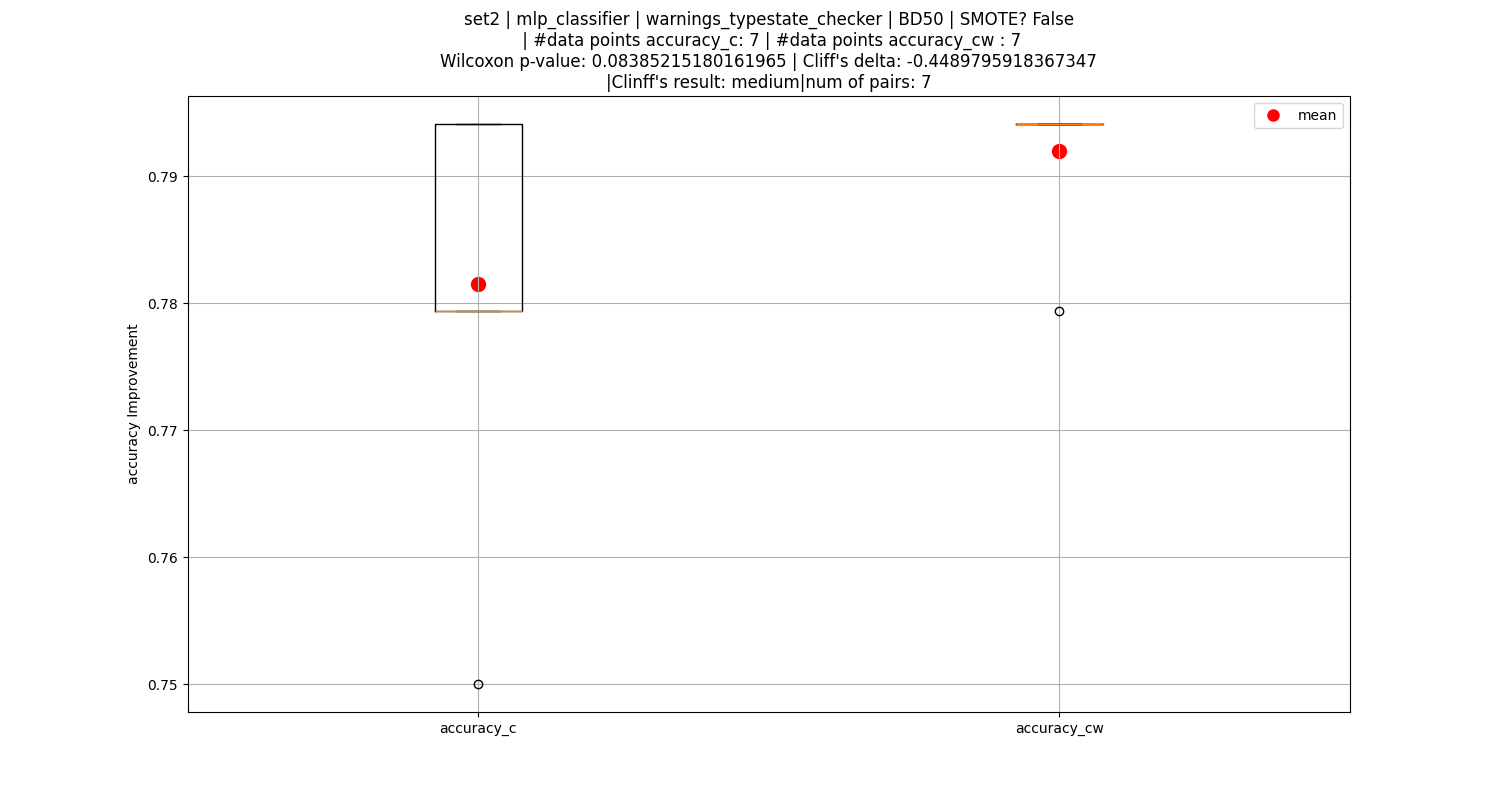 set2 | mlp_classifier | warnings_typestate_checker | BD50 | SMOTE? False
| #data points accuracy_c: 7 | #data points accuracy_cw : 7
Wilcoxon p-value: 0.08385215180161965 | Cliff's delta: -0.4489795918367347
|Clinff's result: medium|num of pairs: 7
mean
accuracy Improvement
0.79
0.78
0.77
0.76
0.75
accuracy_c
accuracy_cw